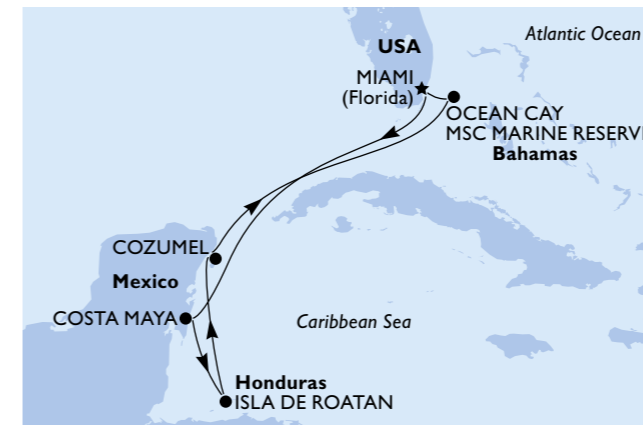 Atlantic Ocean
USA
MIAMI
(Florida)
OCEAN CAY
MSC MARINE RESERVE
Bahamas
COZUMEL
Mexico
COSTA MAYA
Caribbean Sea
Honduras
ISLA DE ROATAN